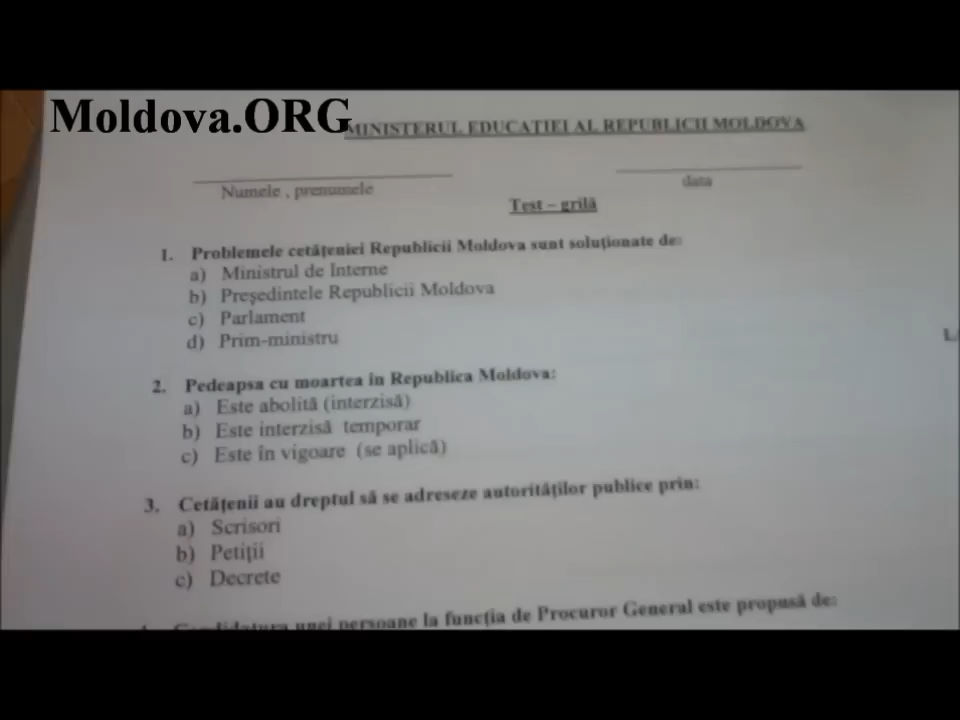 Moldova.ORG
MINISTERUL EDUCAȚIEI AL REPUBLICII MOLDOVA
Numele , prenumele
data
Test – grilă
1. Problemele cetățeniei Republicii Moldova sunt soluționate de:
a) Ministrul de Interne
b) Președintele Republicii Moldova
c) Parlament
d) Prim-ministru
2. Pedeapsa cu moartea în Republica Moldova:
a) Este abolită (interzisă)
b) Este interzisă temporar
c) Este în vigoare (se aplică)
3. Cetățenii au dreptul să se adreseze autorităților publice prin:
a) Scrisori
b) Petiții
c) Decrete
Candidatura unei persoane la funcția de Procuror General este propusă de: